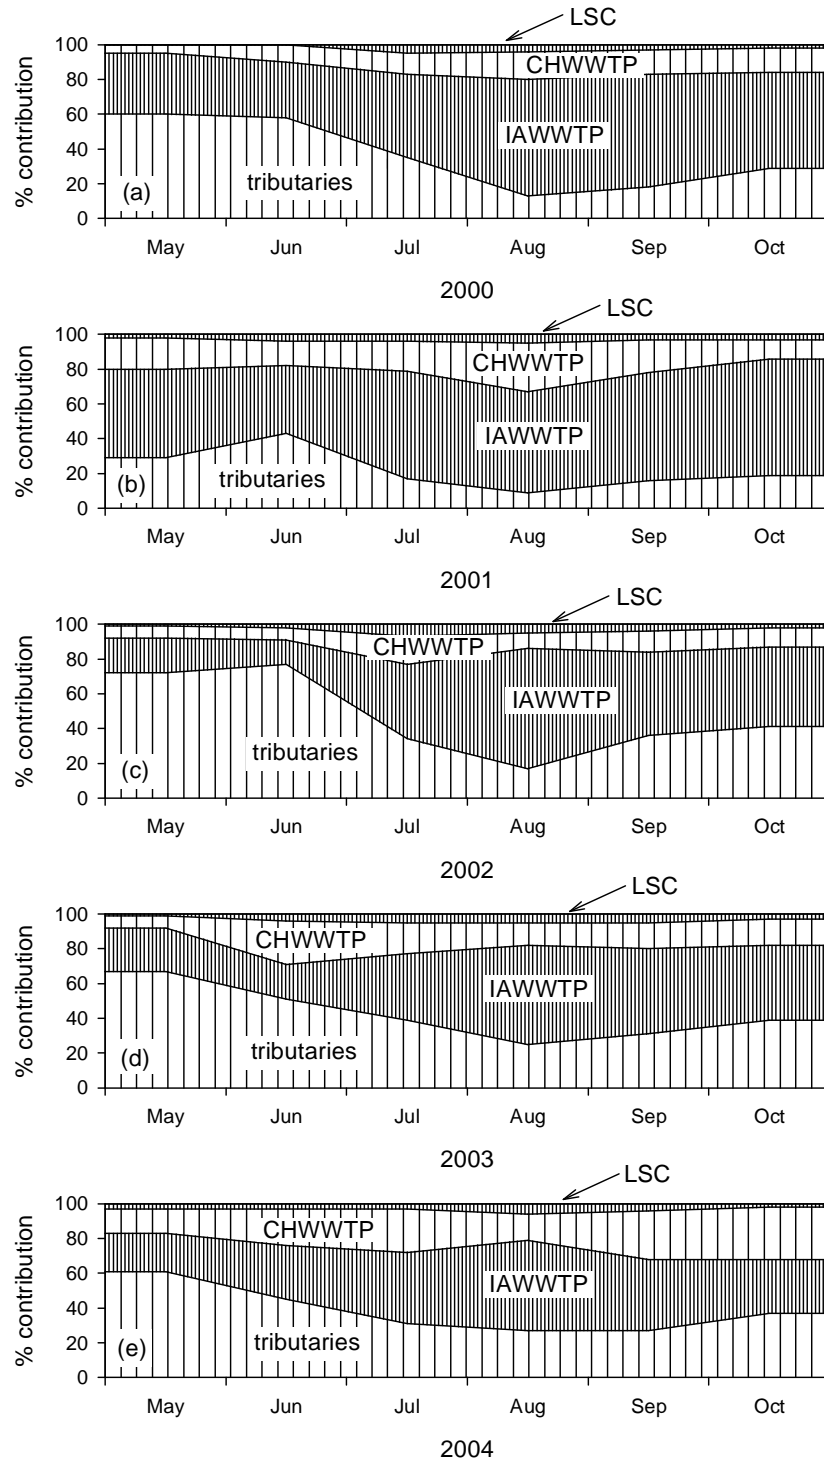 LSC
100
CHWWTP
80
60
IAWWTP
40
tributaries
20
(a)
0
% contribution
May Jun Jul Aug Sep Oct
2000
LSC
100
CHWWTP
80
60
IAWWTP
40
tributaries
20
(b)
0
% contribution
May Jun Jul Aug Sep Oct
2001
LSC
100
CHWWTP
80
60
IAWWTP
40
tributaries
20
(c)
0
% contribution
May Jun Jul Aug Sep Oct
2002
LSC
100
CHWWTP
80
60
IAWWTP
40
tributaries
20
(d)
0
% contribution
May Jun Jul Aug Sep Oct
2003
LSC
100
CHWWTP
80
60
IAWWTP
40
tributaries
20
(e)
0
% contribution
May Jun Jul Aug Sep Oct
2004